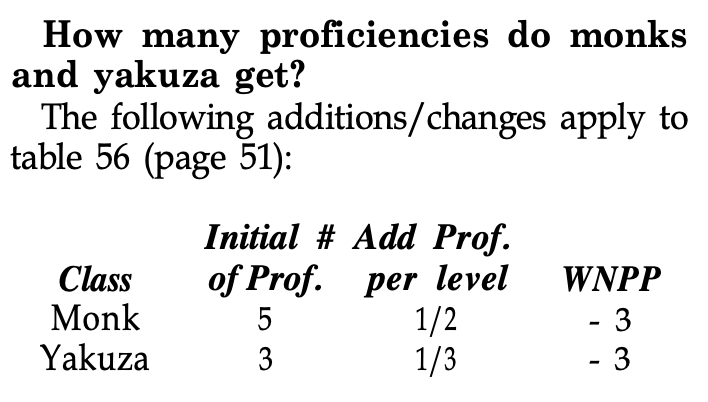 How many proficiencies do monks
and yakuza get?
The following additions/changes apply to
table 56 (page 51):
Initial # Add Prof.
Class of Prof. per level WNPP
Monk 5 1/2 - 3
Yakuza 3 1/3 - 3